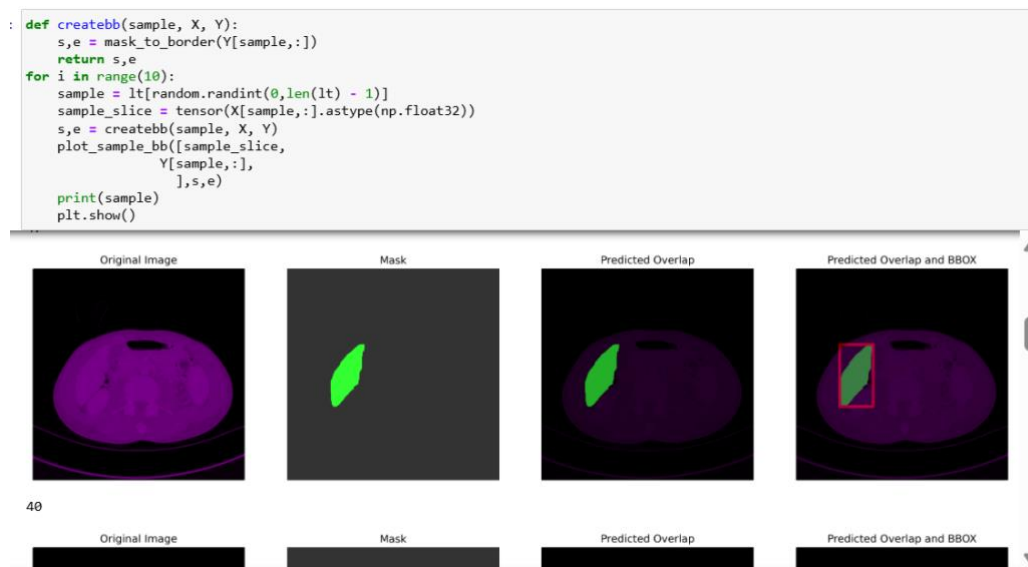 : def createbb(sample, X, Y):
s,e = mask_to_border(Y[sample,:])
return s,e
for i in range(10):
sample = lt[random.randint(0,len(lt) - 1)]
sample_slice = tensor(X[sample,:].astype(np.float32))
s,e = createbb(sample, X, Y)
plot_sample_bb([sample_slice,
Y[sample,:],
],s,e)
print(sample)
plt.show()
Original Image Mask Predicted Overlap Predicted Overlap and BBOX
40
Original Image Mask Predicted Overlap Predicted Overlap and BBOX